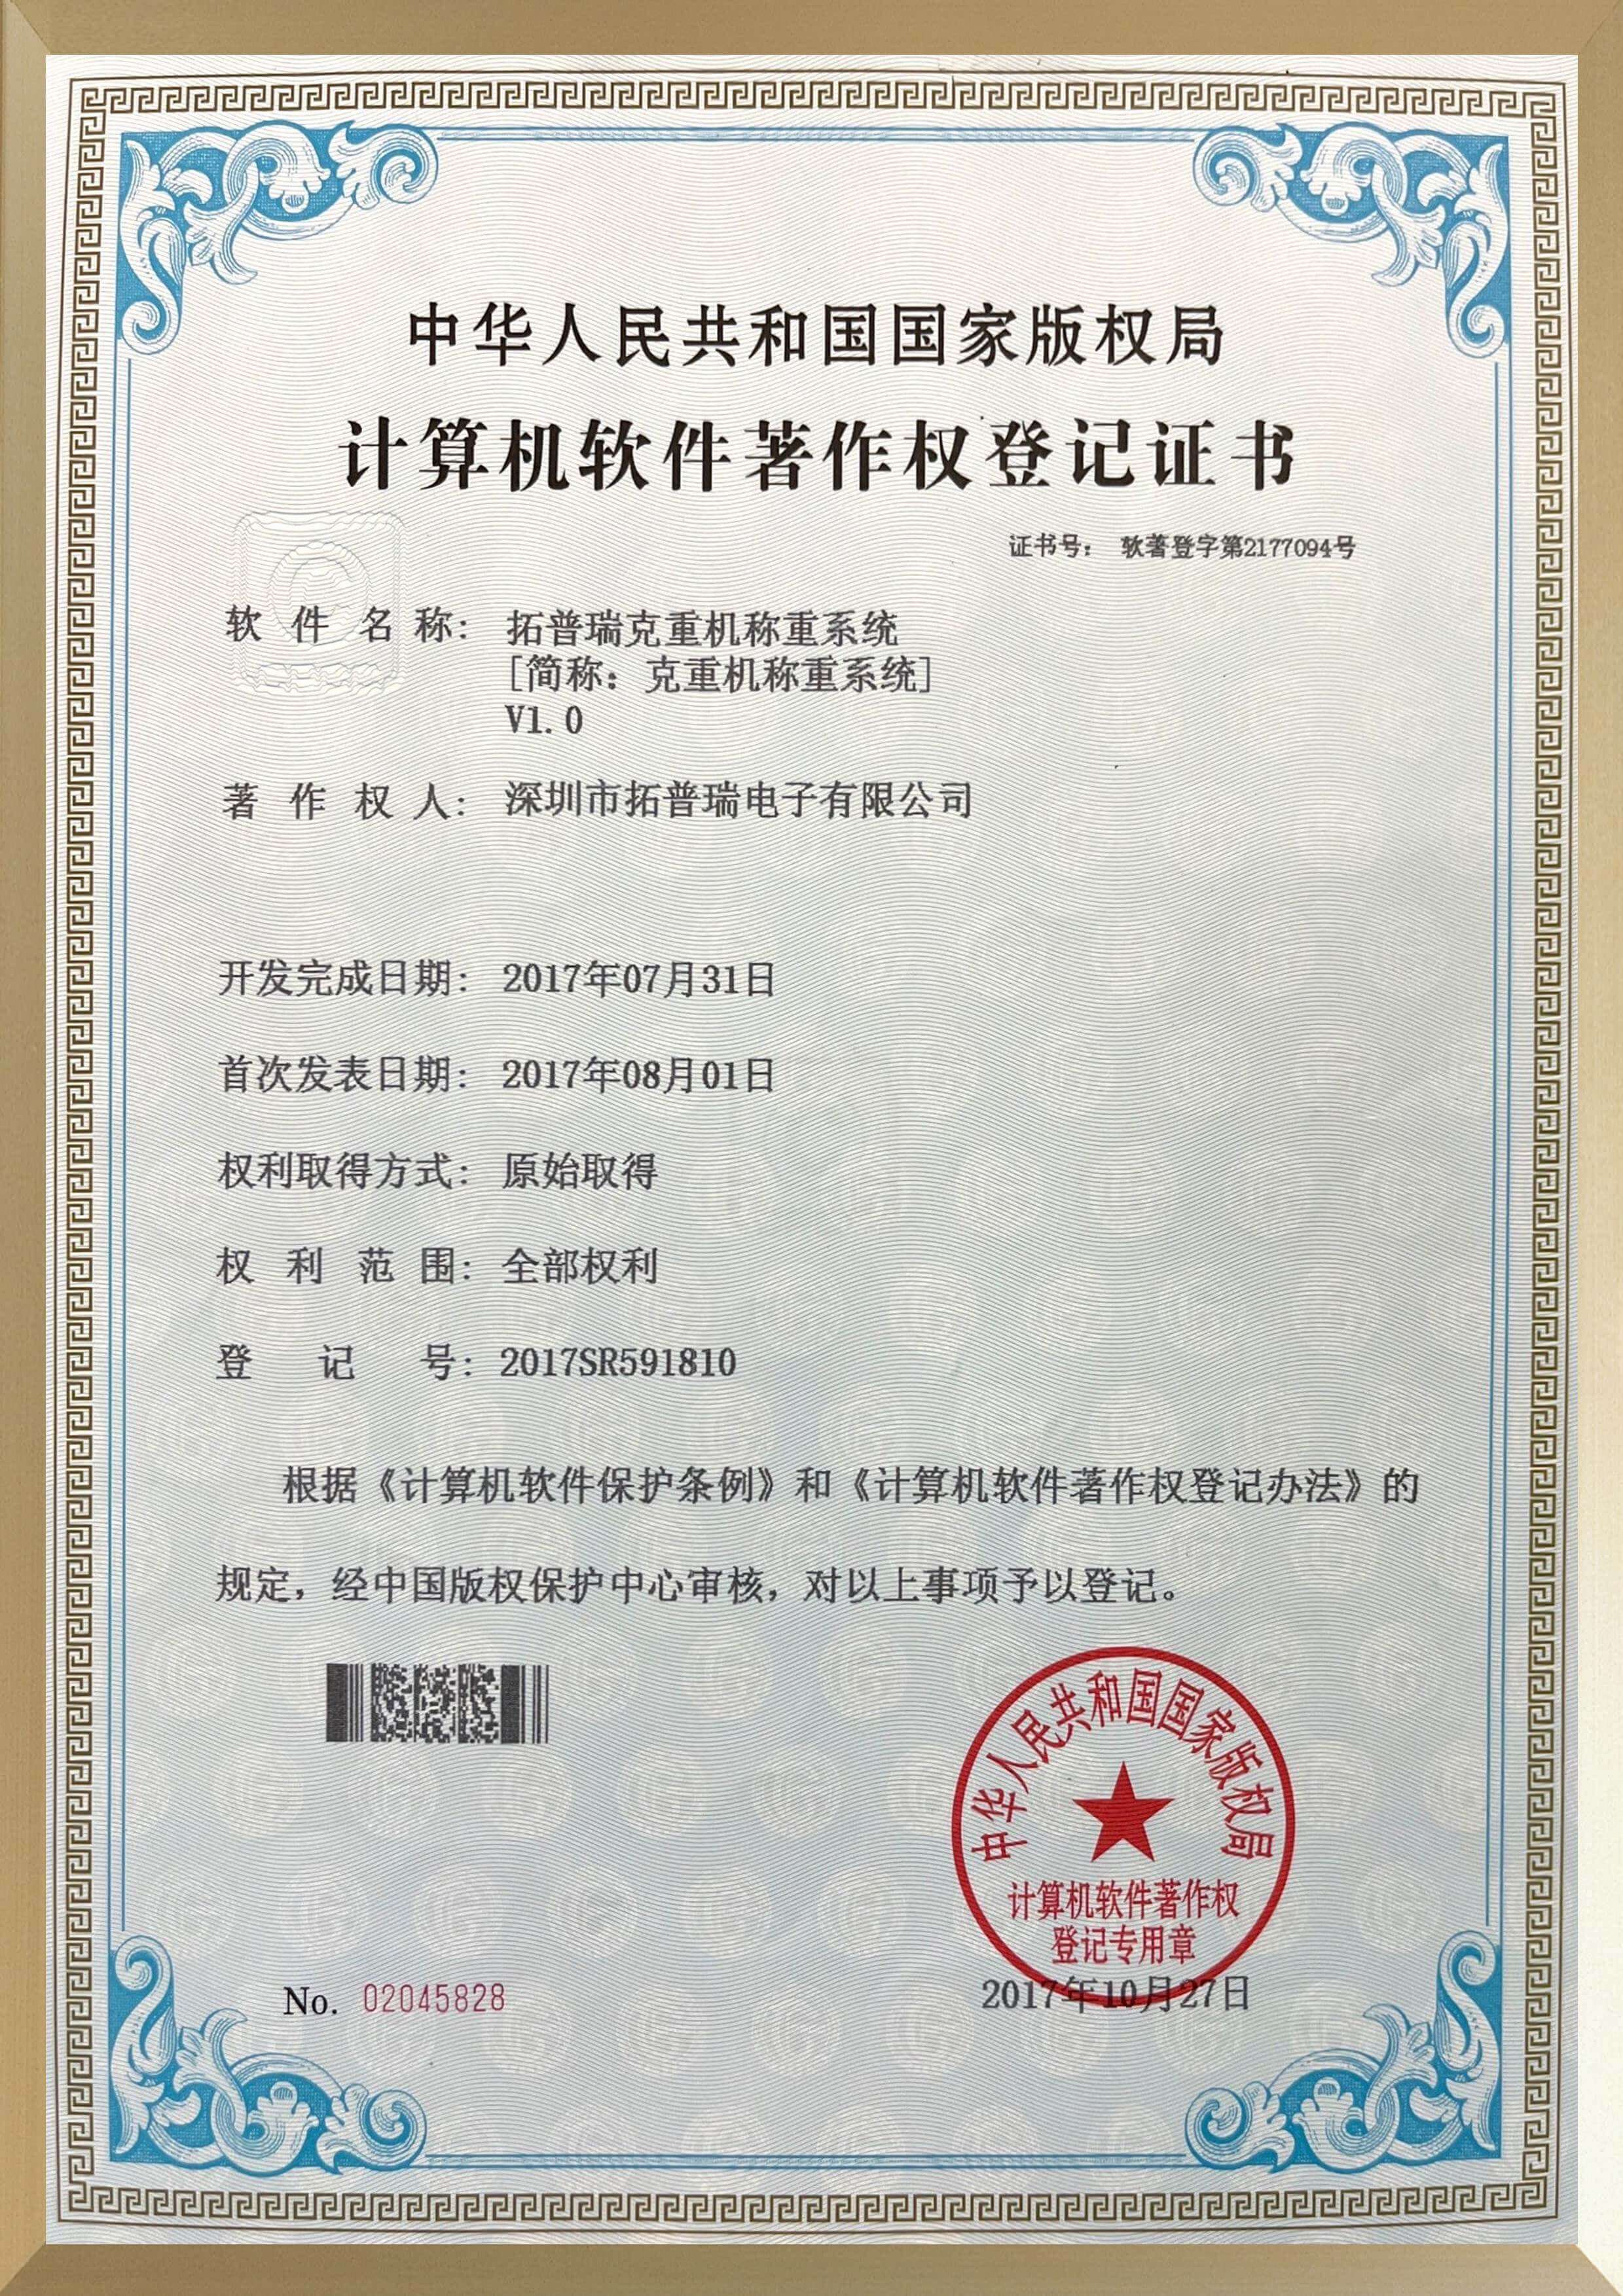 中华人民共和国国家版权局
计算机软件著作权登记证书
证书号： 软著登字第2177094号
软件名称： 拓普瑞克重机称重系统
[简称：克重机称重系统]
V1.0
著作权人： 深圳市拓普瑞电子有限公司
开发完成日期： 2017年07月31日
首次发表日期： 2017年08月01日
权利取得方式： 原始取得
权利范围： 全部权利
登记号： 2017SR591810
根据《计算机软件保护条例》和《计算机软件著作权登记办法》的
规定，经中国版权保护中心审核，对以上事项予以登记。
中华人民共和国国家版权局
计算机软件著作权
登记专用章
No. 02045828
2017年10月27日